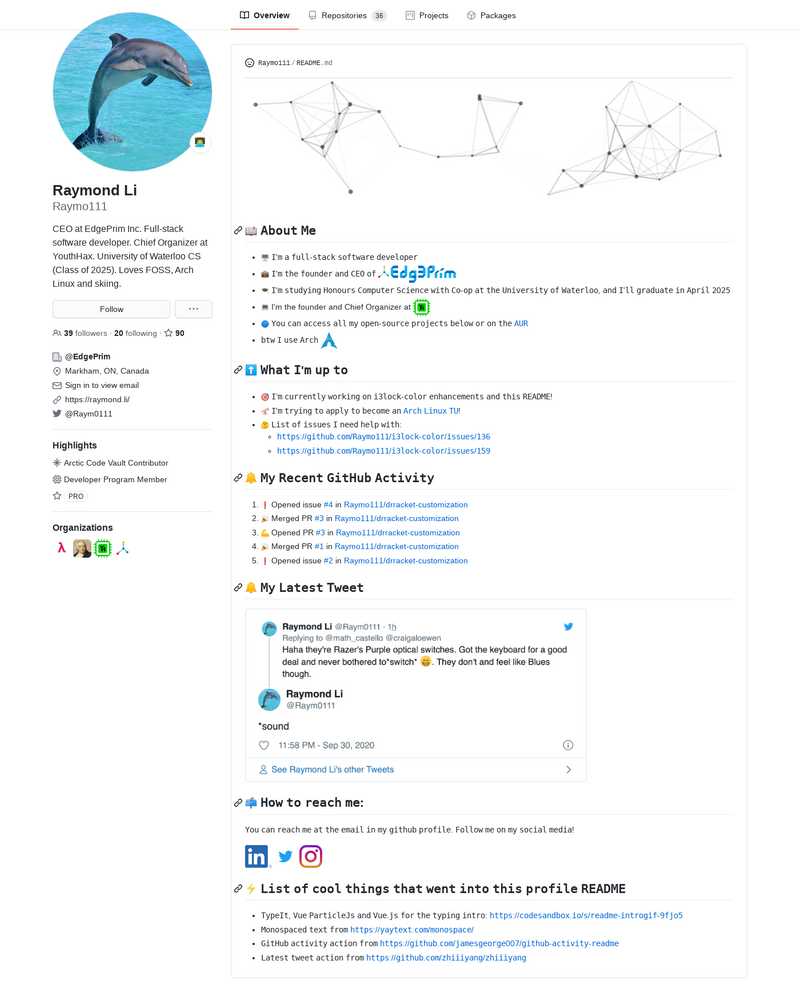 Overview
Repositories 36
Projects
Packages
Raymond Li
Raymo111
CEO at EdgePrim Inc. Full-stack
software developer. Chief Organizer at
YouthHax. University of Waterloo CS
(Class of 2025). Loves FOSS, Arch
Linux and skiing.
Follow
39 followers · 20 following · 90
@EdgePrim
Markham, ON, Canada
Sign in to view email
https://raymond.li/
@Raym0111
Highlights
Arctic Code Vault Contributor
Developer Program Member
PRO
Organizations
λ
Raymo111 / README.md
About Me
I'm a full-stack software developer
I'm the founder and CEO of Edg3Prim
I'm studying Honours Computer Science with Co-op at the University of Waterloo, and I'll graduate in April 2025
I'm the founder and Chief Organizer at
You can access all my open-source projects below or on the AUR
btw I use Arch
What I'm up to
I'm currently working on i3lock-color enhancements and this README!
I'm trying to apply to become an Arch Linux TU!
List of issues I need help with:
https://github.com/Raymo111/i3lock-color/issues/136
https://github.com/Raymo111/i3lock-color/issues/159
My Recent GitHub Activity
1. Opened issue #4 in Raymo111/drracket-customization
2. Merged PR #3 in Raymo111/drracket-customization
3. Opened PR #3 in Raymo111/drracket-customization
4. Merged PR #1 in Raymo111/drracket-customization
5. Opened issue #2 in Raymo111/drracket-customization
My Latest Tweet
Raymond Li @Raym0111 · 1h
Replying to @math_castello @craigaloewen
Haha they're Razer's Purple optical switches. Got the keyboard for a good
deal and never bothered to*switch* 😄. They don't and feel like Blues
though.
Raymond Li
@Raym0111
*sound
11:58 PM - Sep 30, 2020
See Raymond Li's other Tweets
How to reach me:
You can reach me at the email in my github profile. Follow me on my social media!
in
List of cool things that went into this profile README
TypeIt, Vue ParticleJs and Vue.js for the typing intro: https://codesandbox.io/s/readme-introgif-9fjo5
Monospaced text from https://yaytext.com/monospace/
GitHub activity action from https://github.com/jamesgeorge007/github-activity-readme
Latest tweet action from https://github.com/zhiiiyang/zhiiiyang